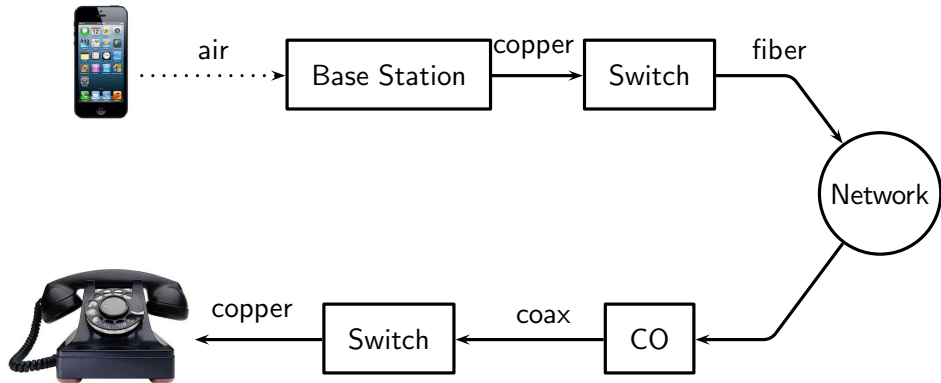 air
Base Station
copper
Switch
fiber
Network
copper
Switch
coax
CO